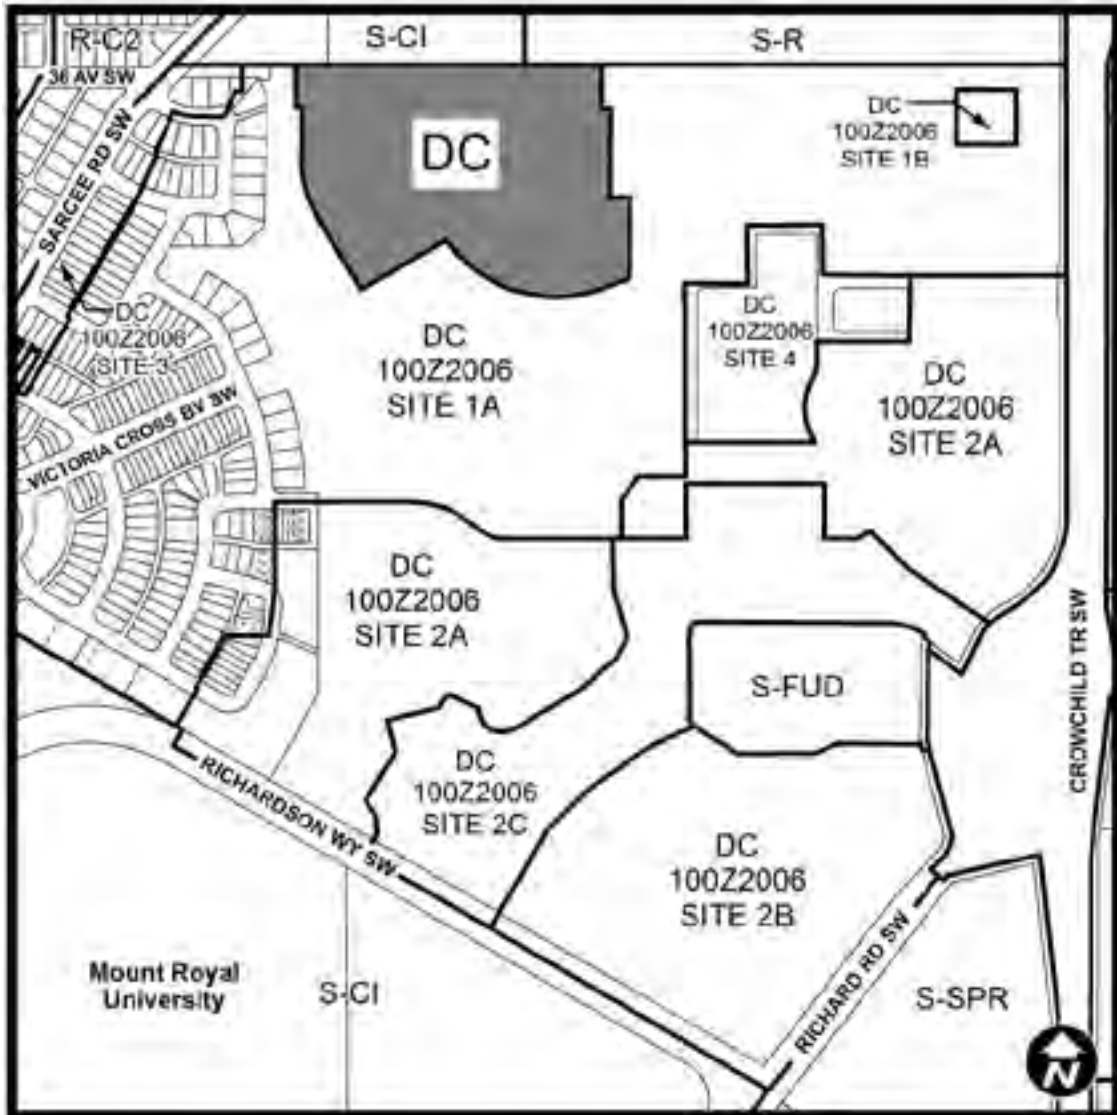 R-C2
S-CI
S-R
36 AV SW
SARCEE RD SW
DC
DC
100Z2006
SITE 1B
DC
100Z2006
SITE 3
DC
100Z2006
SITE 1A
DC
100Z2006
SITE 4
DC
100Z2006
SITE 2A
VICTORIA CROSS BV SW
DC
100Z2006
SITE 2A
S-FUD
CROWCHILD TR SW
DC
100Z2006
SITE 2C
RICHARDSON WY SW
DC
100Z2006
SITE 2B
RICHARD RD SW
Mount Royal
University
S-CI
S-SPR
N